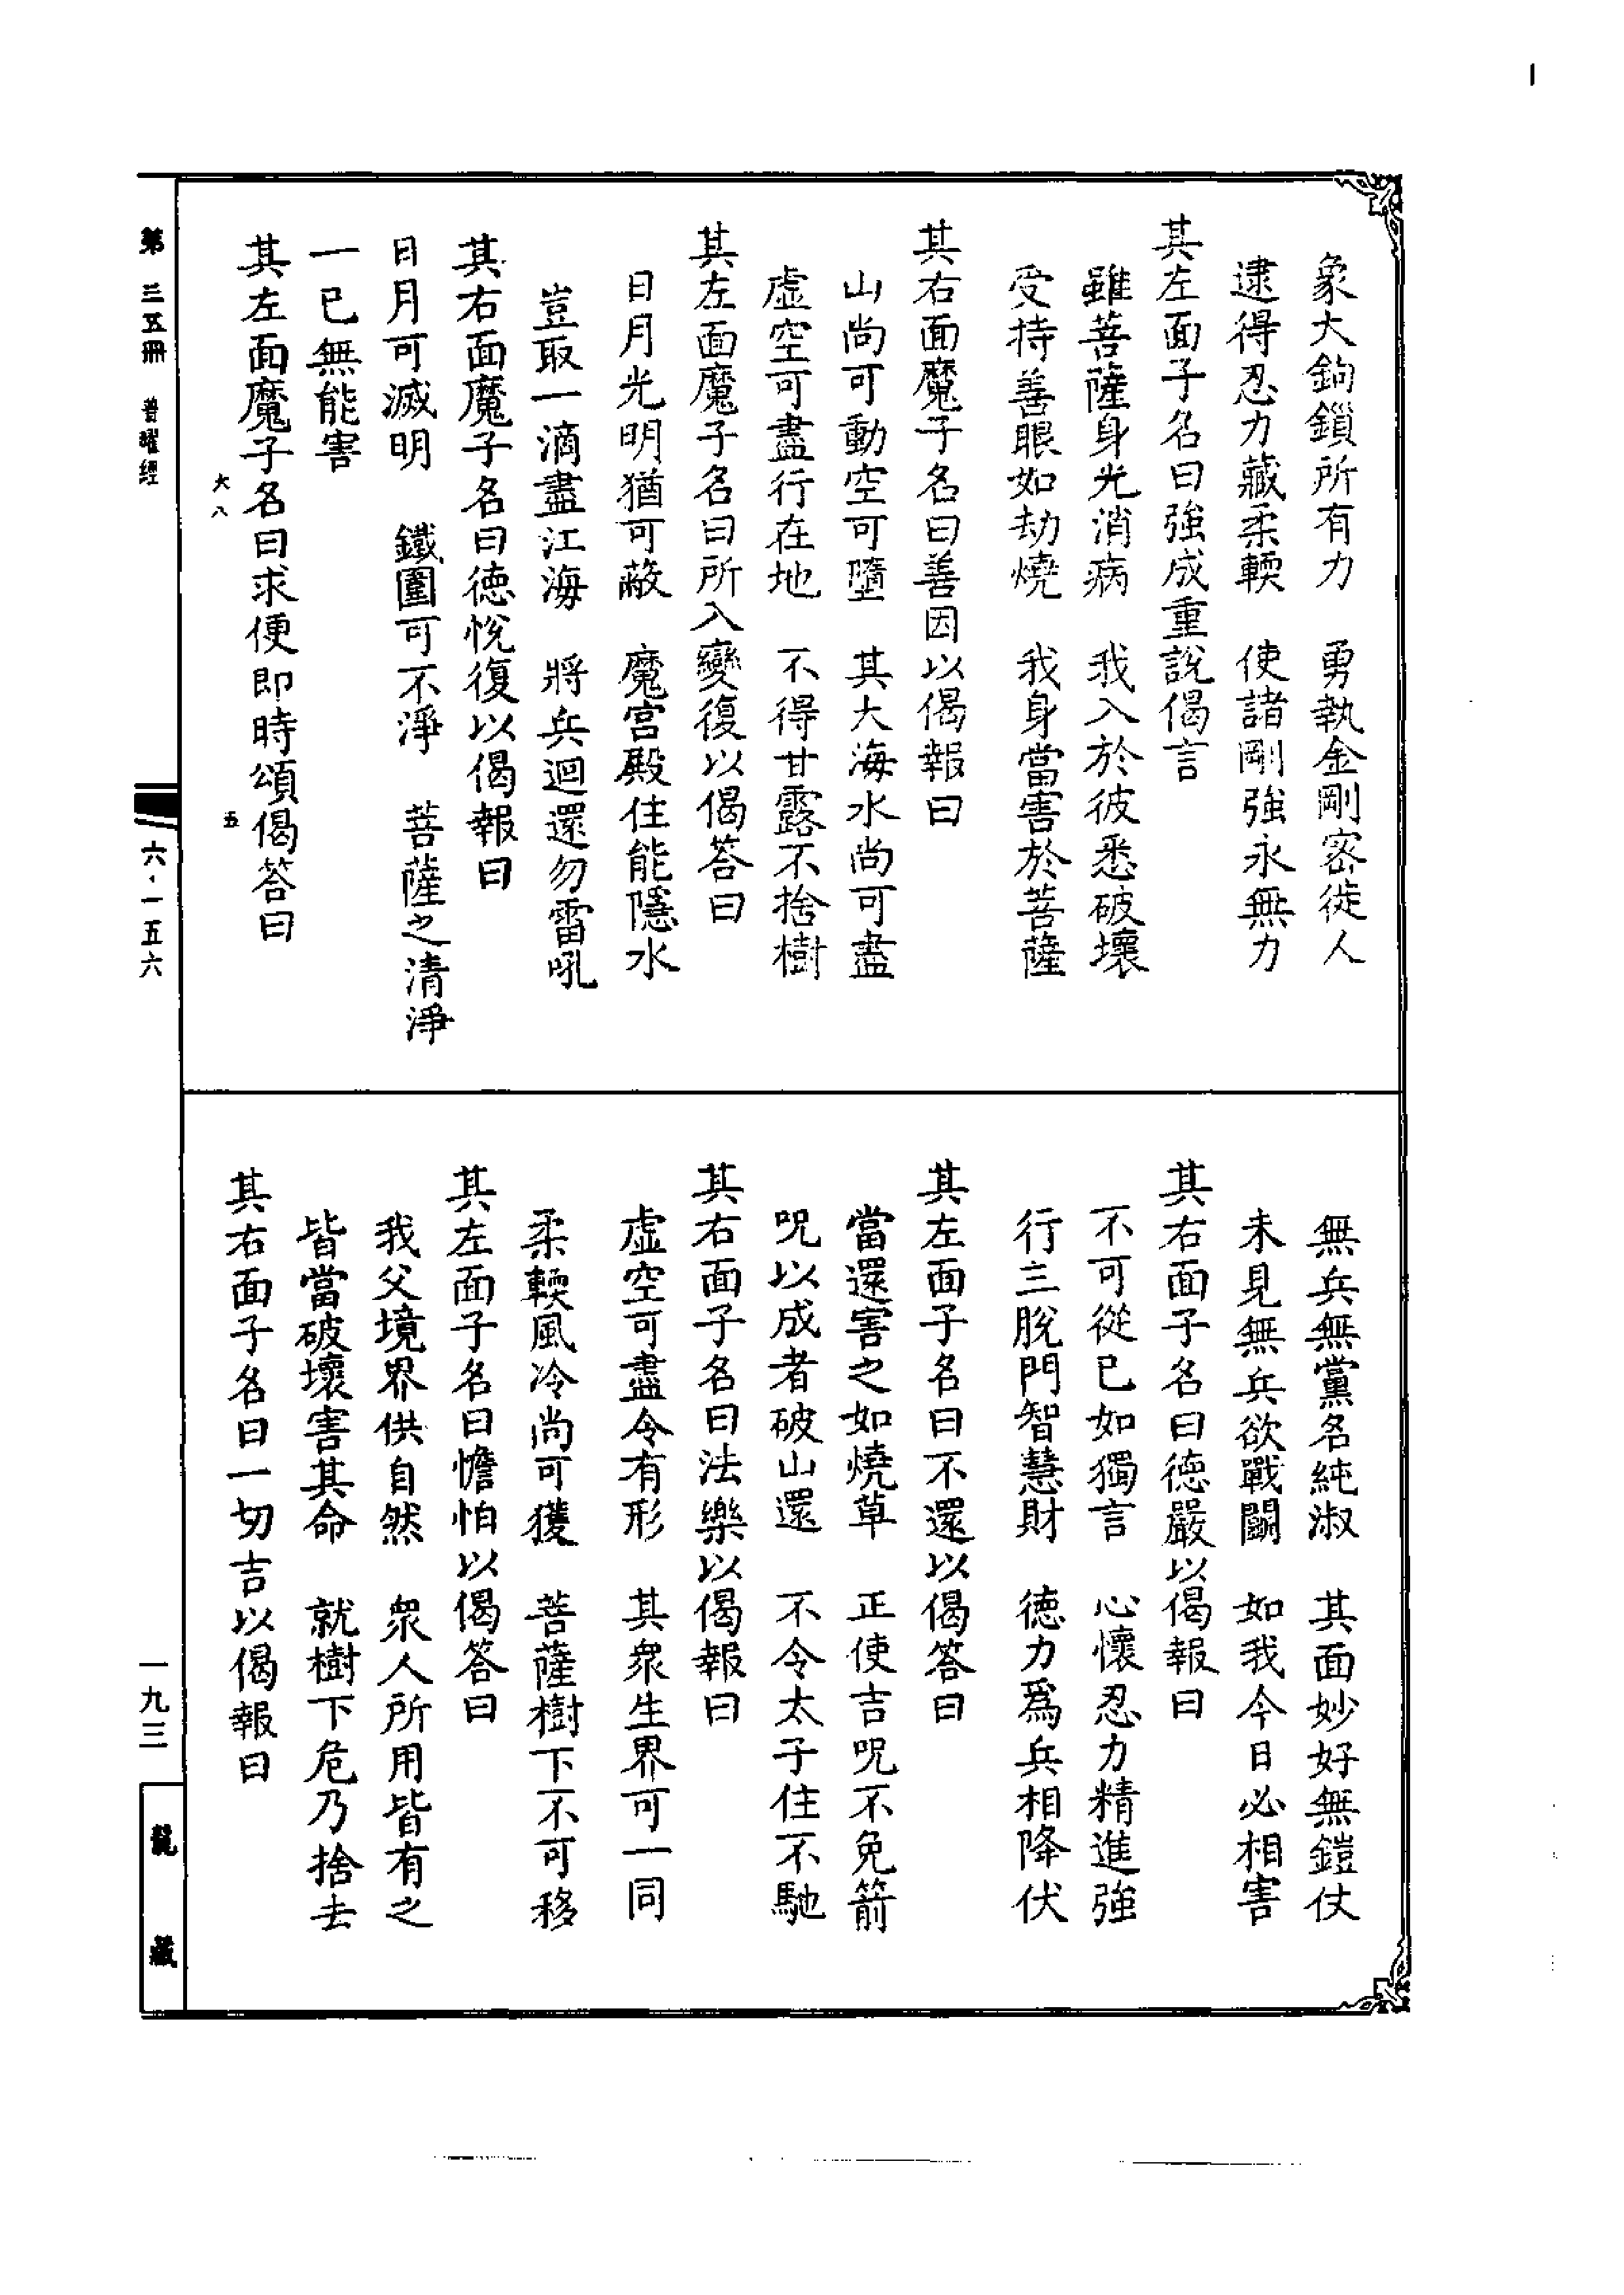 象大鉤鎖所有力　勇執金剛密徒人
逮得忍力藏柔輭　使諸剛強永無力
其左面子名曰強成重說偈言
雖菩薩身光消病　我入於彼悉破壞
受持善眼如劫燒　我身當害於菩薩
其右面魔子名曰善因以偈報曰
山尚可動空可墮　其大海水尚可盡
虛空可盡行在地　不得甘露不捨樹
其左面魔子名曰所入變復以偈答曰
日月光明猶可蔽　魔宮殿住能隱水
豈取一滴盡江海　將兵迴還勿雷吼
其右面魔子名曰德悅復以偈報曰
日月可滅明　鐵圍可不淨　菩薩之清淨
一已無能害
其左面魔子名曰求便即時頌偈答曰
無兵無黨名純淑　其面妙好無鎧仗
未見無兵欲戰鬪　如我今日必相害
其右面子名曰德嚴以偈報曰
不可從已如獨言　心懷忍力精進強
行三脫門智慧財　德力爲兵相降伏
其左面子名曰不還以偈答曰
當還害之如燒草　正使吉呪不免箭
呪以成者破山還　不令太子住不馳
其右面子名曰法樂以偈報曰
虛空可盡令有形　其眾生界可一同
柔輭風冷尚可獲　菩薩樹下不可移
其左面子名曰憺怕以偈答曰
我父境界供自然　眾人所用皆有之
皆當破壞害其命　就樹下危乃捨去
其右面子名曰一切吉以偈報曰
大八
五
第三五冊　普曜經
六·一五六
一九三
龍藏
1